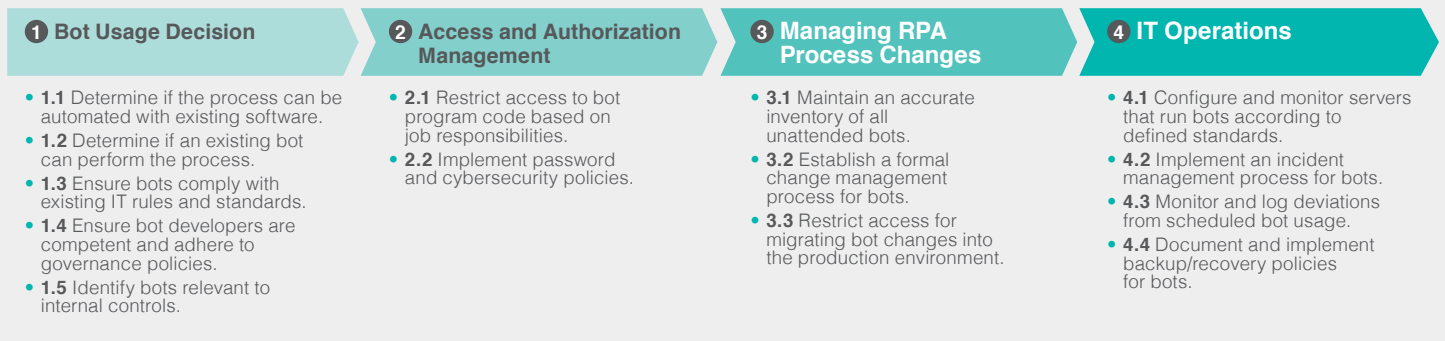 1 Bot Usage Decision
• 1.1 Determine if the process can be
automated with existing software.
• 1.2 Determine if an existing bot
can perform the process.
• 1.3 Ensure bots comply with
existing IT rules and standards.
• 1.4 Ensure bot developers are
competent and adhere to
governance policies.
• 1.5 Identify bots relevant to
internal controls.
2 Access and Authorization
Management
• 2.1 Restrict access to bot
program code based on
job responsibilities.
• 2.2 Implement password
and cybersecurity policies.
3 Managing RPA
Process Changes
• 3.1 Maintain an accurate
inventory of all
unattended bots.
• 3.2 Establish a formal
change management
process for bots.
• 3.3 Restrict access for
migrating bot changes into
the production environment.
4 IT Operations
• 4.1 Configure and monitor servers
that run bots according to
defined standards.
• 4.2 Implement an incident
management process for bots.
• 4.3 Monitor and log deviations
from scheduled bot usage.
• 4.4 Document and implement
backup/recovery policies
for bots.